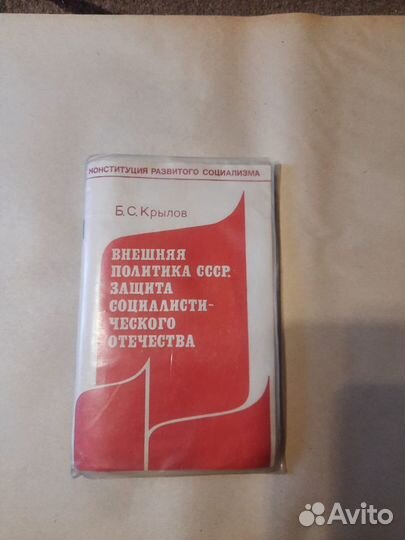 КОНСТИТУЦИЯ РАЗВИТОГО СОЦИАЛИЗМА
Б. С. Крылов
ВНЕШНЯЯ
ПОЛИТИКА СССР.
ЗАЩИТА
СОЦИАЛИСТИ-
ЧЕСКОГО
ОТЕЧЕСТВА
Avito